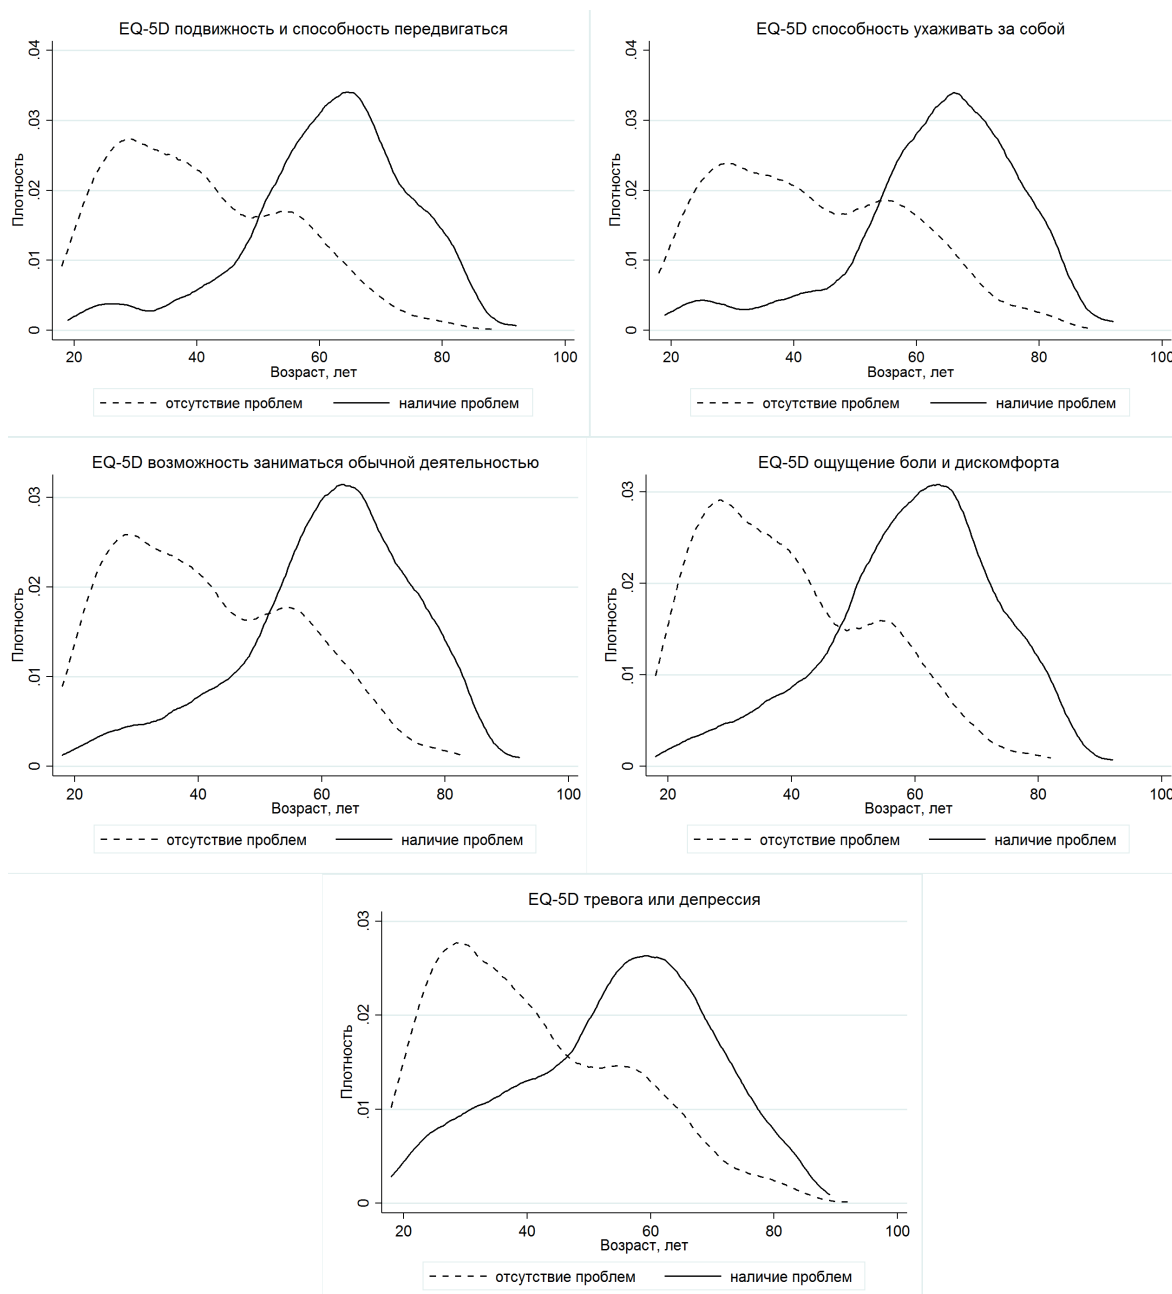 EQ-5D подвижность и способность передвигаться
.04
.03
.02
.01
0
Плотность
20 40 60 80 100
Возраст, лет
отсутствие проблем наличие проблем
EQ-5D способность ухаживать за собой
.04
.03
.02
.01
0
Плотность
20 40 60 80 100
Возраст, лет
отсутствие проблем наличие проблем
EQ-5D возможность заниматься обычной деятельностью
.03
.02
.01
0
Плотность
20 40 60 80 100
Возраст, лет
отсутствие проблем наличие проблем
EQ-5D ощущение боли и дискомфорта
.03
.02
.01
0
Плотность
20 40 60 80 100
Возраст, лет
отсутствие проблем наличие проблем
EQ-5D тревога или депрессия
.03
.02
.01
0
Плотность
20 40 60 80 100
Возраст, лет
отсутствие проблем наличие проблем